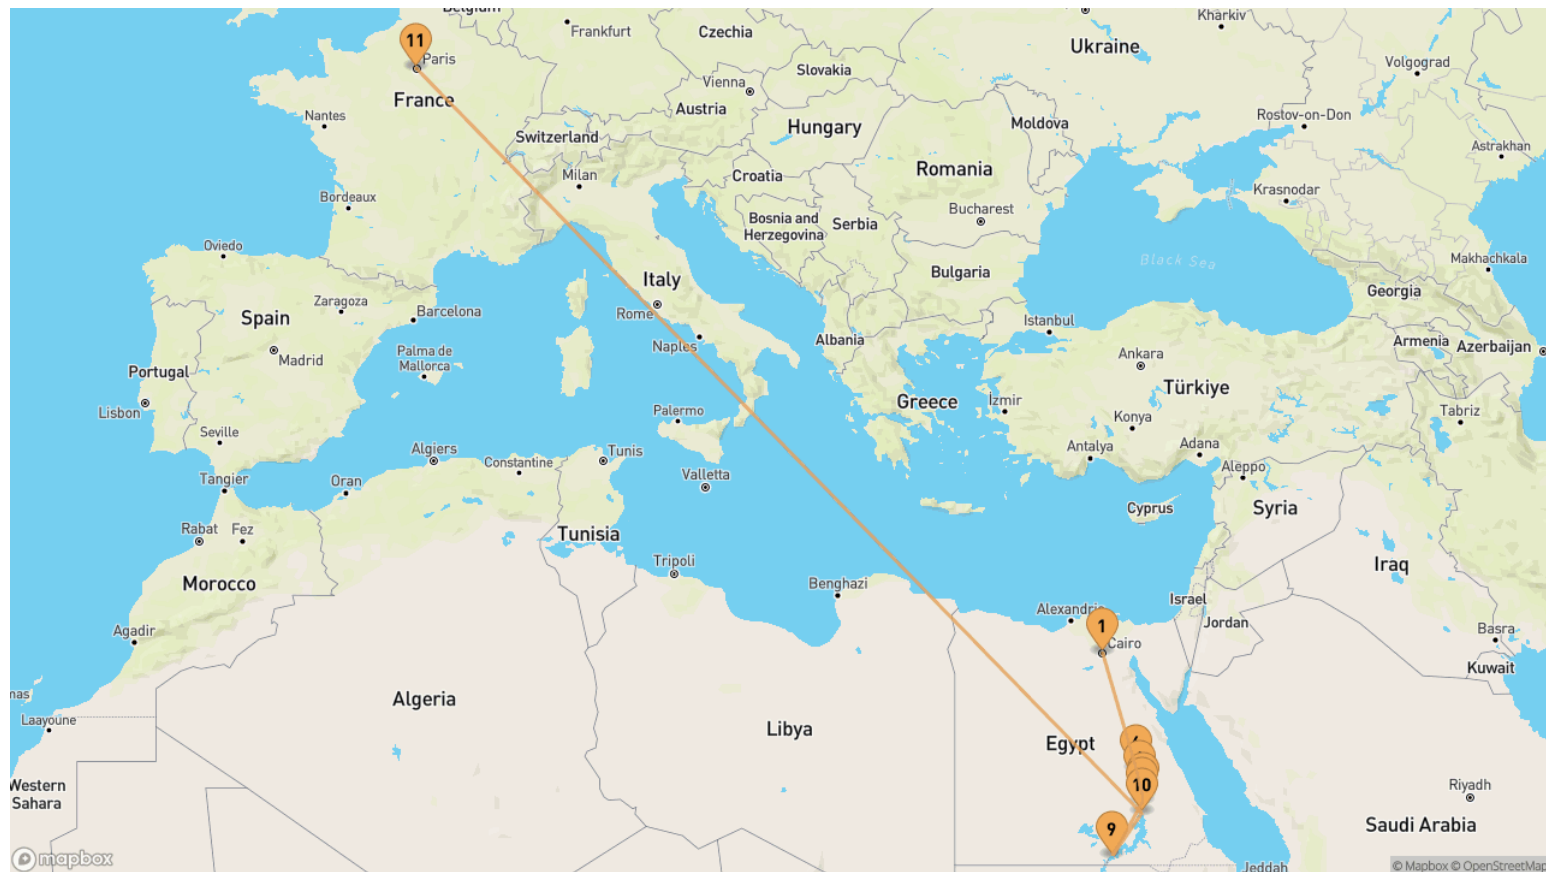 Belgium
Kharkiv
11
Paris
Frankfurt
Czechia
Ukraine
France
Vienna
Slovakia
Volgograd
Nantes
Austria
Switzerland
Hungary
Moldova
Rostov-on-Don
Astrakhan
Milan
Croatia
Romania
Krasnodar
Bordeaux
Bosnia and
Herzegovina
Serbia
Bucharest
Oviedo
Black Sea
Makhachkala
Italy
Bulgaria
Georgia
Zaragoza
Barcelona
Rome
Spain
Istanbul
Naples
Albania
Armenia
Azerbaijan
Madrid
Palma de
Mallorca
Ankara
Portugal
Türkiye
Lisbon
Palermo
Greece
İzmir
Konya
Tabriz
Seville
Algiers
Constantine
Tunis
Antalya
Adana
Aleppo
Tangier
Oran
Valletta
Cyprus
Syria
Rabat
Fez
Tunisia
Tripoli
Iraq
Morocco
Benghazi
Israel
Alexandria
1
Jordan
Agadir
Cairo
Basra
Kuwait
mas
Algeria
Laayoune
Libya
Egypt
Western
Sahara
10
Riyadh
9
Saudi Arabia
mapbox
Jeddah
© Mapbox © OpenStreetMap